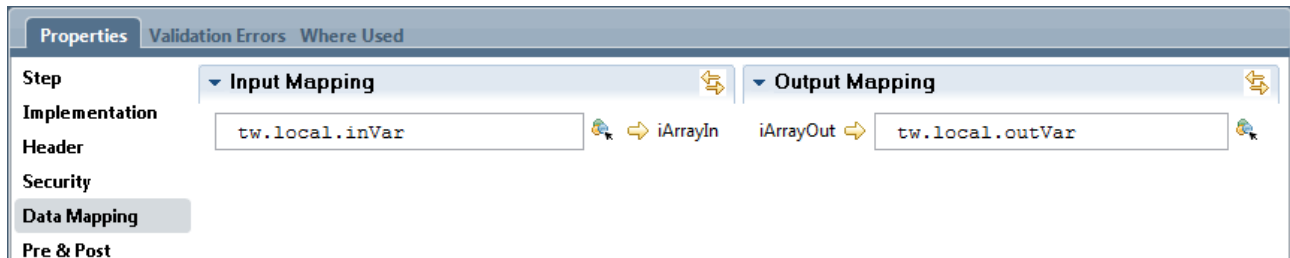 Properties Validation Errors Where Used
Step
Implementation
Header
Security
Data Mapping
Pre & Post
Input Mapping
tw.local.inVar iArrayIn
Output Mapping
iArrayOut tw.local.outVar